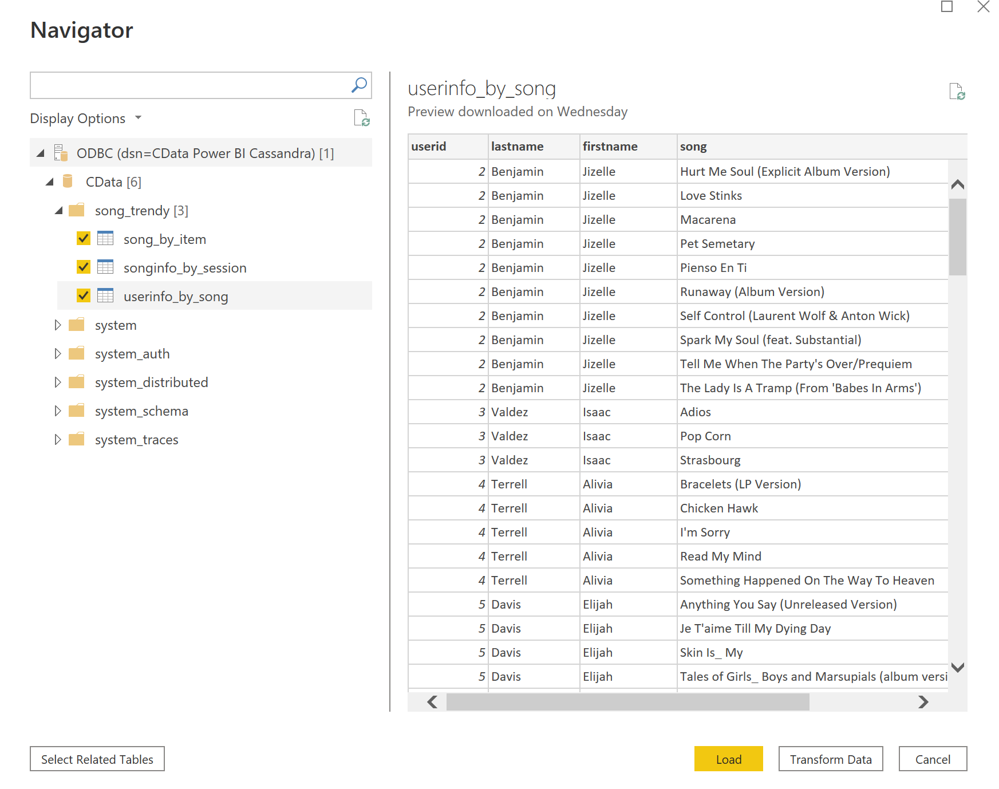 Navigator
Display Options
ODBC (dsn=CData Power BI Cassandra) [1]
CData [6]
song_trendy [3]
song_by_item
songinfo_by_session
userinfo_by_song
system
system_auth
system_distributed
system_schema
system_traces
userinfo_by_song
Preview downloaded on Wednesday
userid lastname firstname song
2 Benjamin Jizelle Hurt Me Soul (Explicit Album Version)
2 Benjamin Jizelle Love Stinks
2 Benjamin Jizelle Macarena
2 Benjamin Jizelle Pet Semetary
2 Benjamin Jizelle Pienso En Ti
2 Benjamin Jizelle Runaway (Album Version)
2 Benjamin Jizelle Self Control (Laurent Wolf & Anton Wick)
2 Benjamin Jizelle Spark My Soul (feat. Substantial)
2 Benjamin Jizelle Tell Me When The Party's Over/Prequiem
2 Benjamin Jizelle The Lady Is A Tramp (From 'Babes In Arms')
3 Valdez Isaac Adios
3 Valdez Isaac Pop Corn
3 Valdez Isaac Strasbourg
4 Terrell Alivia Bracelets (LP Version)
4 Terrell Alivia Chicken Hawk
4 Terrell Alivia I'm Sorry
4 Terrell Alivia Read My Mind
4 Terrell Alivia Something Happened On The Way To Heaven
5 Davis Elijah Anything You Say (Unreleased Version)
5 Davis Elijah Je T'aime Till My Dying Day
5 Davis Elijah Skin Is_ My
5 Davis Elijah Tales of Girls_ Boys and Marsupials (album versi
Select Related Tables
Load
Transform Data
Cancel